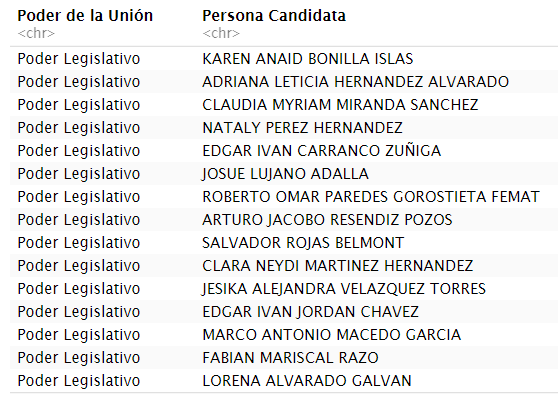 Poder de la Unión Persona Candidata
<chr> <chr>
Poder Legislativo KAREN ANAID BONILLA ISLAS
Poder Legislativo ADRIANA LETICIA HERNANDEZ ALVARADO
Poder Legislativo CLAUDIA MYRIAM MIRANDA SANCHEZ
Poder Legislativo NATALY PEREZ HERNANDEZ
Poder Legislativo EDGAR IVAN CARRANCO ZUÑIGA
Poder Legislativo JOSUE LUJANO ADALLA
Poder Legislativo ROBERTO OMAR PAREDES GOROSTIETA FEMAT
Poder Legislativo ARTURO JACOBO RESENDIZ POZOS
Poder Legislativo SALVADOR ROJAS BELMONT
Poder Legislativo CLARA NEYDI MARTINEZ HERNANDEZ
Poder Legislativo JESIKA ALEJANDRA VELAZQUEZ TORRES
Poder Legislativo EDGAR IVAN JORDAN CHAVEZ
Poder Legislativo MARCO ANTONIO MACEDO GARCIA
Poder Legislativo FABIAN MARISCAL RAZO
Poder Legislativo LORENA ALVARADO GALVAN